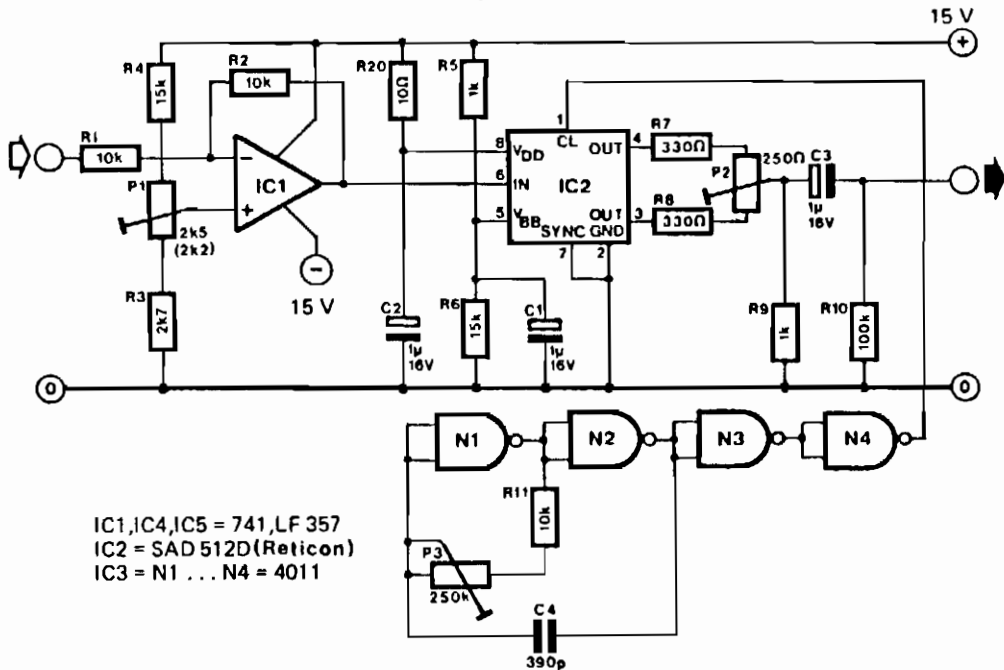 15 V
+
R4
15k
R2
10k
R20
10Ω
R5
1k
R1
10k
−
IC1
+
P1
2k5
(2k2)
−
15 V
R3
2k7
1
CL
8
VDD
OUT
4
R7
330Ω
6
IN
IC2
250Ω
P2
C3
1µ
16V
5
VBB
OUT
3
R8
330Ω
SYNC
GND
7
2
C2
1µ
16V
R6
15k
C1
1µ
16V
R9
1k
R10
100k
0
0
N1
N2
N3
N4
R11
10k
P3
250k
C4
390p
IC1,IC4,IC5 = 741,LF 357
IC2 = SAD 512D(Reticon)
IC3 = N1 ... N4 = 4011